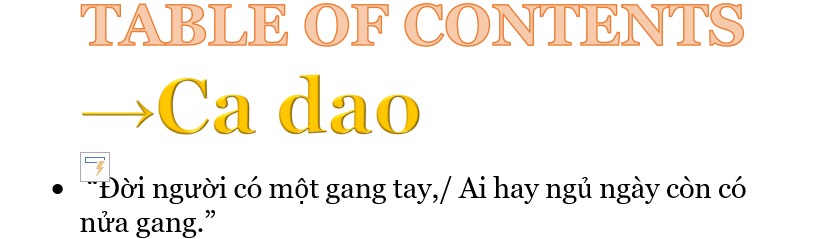 TABLE OF CONTENTS
→Ca dao
• “Đời người có một gang tay,/ Ai hay ngủ ngày còn có
nửa gang.”